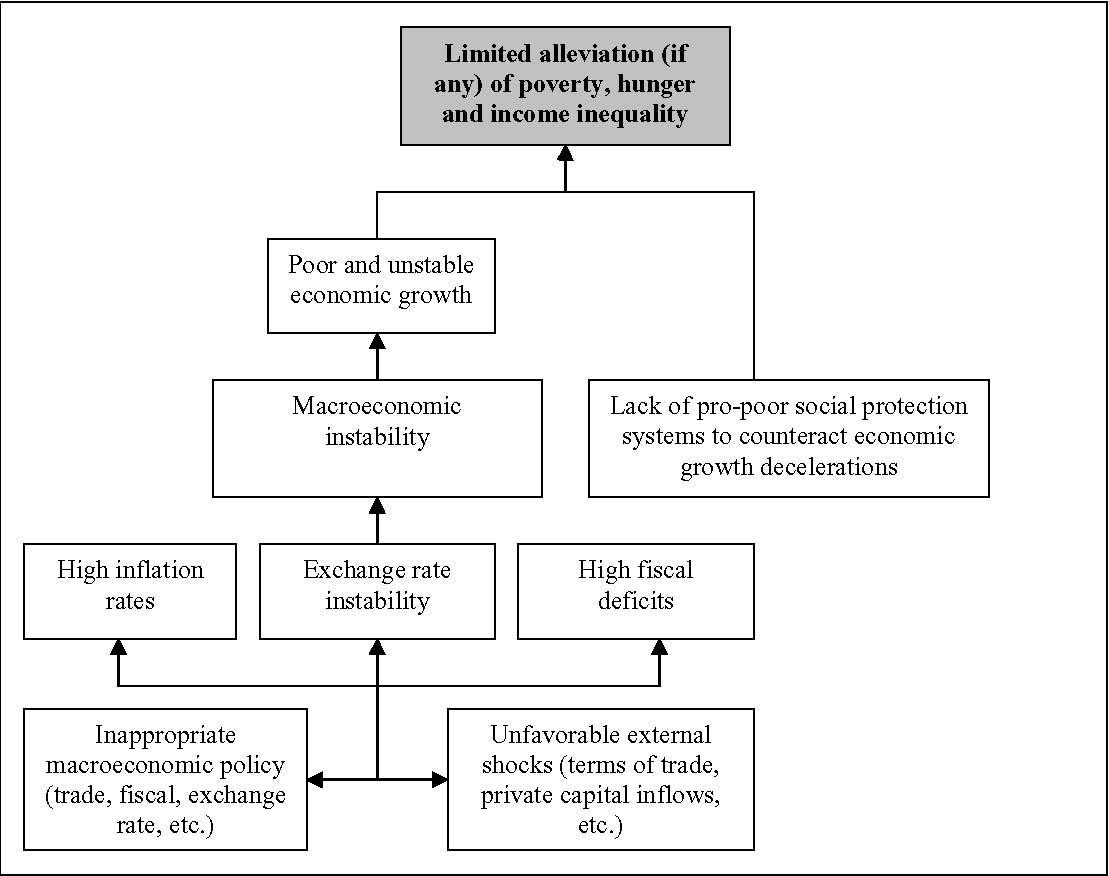 Limited alleviation (if
any) of poverty, hunger
and income inequality
Poor and unstable
economic growth
Macroeconomic
instability
Lack of pro-poor social protection
systems to counteract economic
growth decelerations
High inflation
rates
Exchange rate
instability
High fiscal
deficits
Inappropriate
macroeconomic policy
(trade, fiscal, exchange
rate, etc.)
Unfavorable external
shocks (terms of trade,
private capital inflows,
etc.)